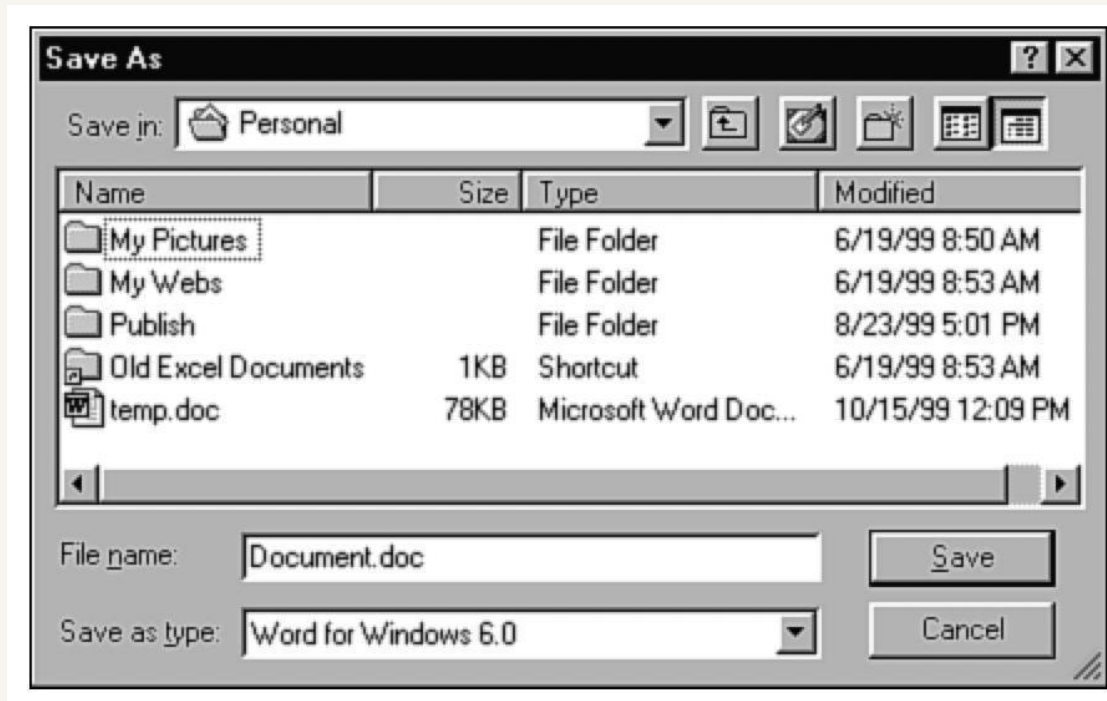 Save As
Save in: Personal
Name Size Type Modified
My Pictures File Folder 6/19/99 8:50 AM
My Webs File Folder 6/19/99 8:53 AM
Publish File Folder 8/23/99 5:01 PM
Old Excel Documents 1KB Shortcut 6/19/99 8:53 AM
temp.doc 78KB Microsoft Word Doc... 10/15/99 12:09 PM
File name: Document.doc Save
Save as type: Word for Windows 6.0 Cancel